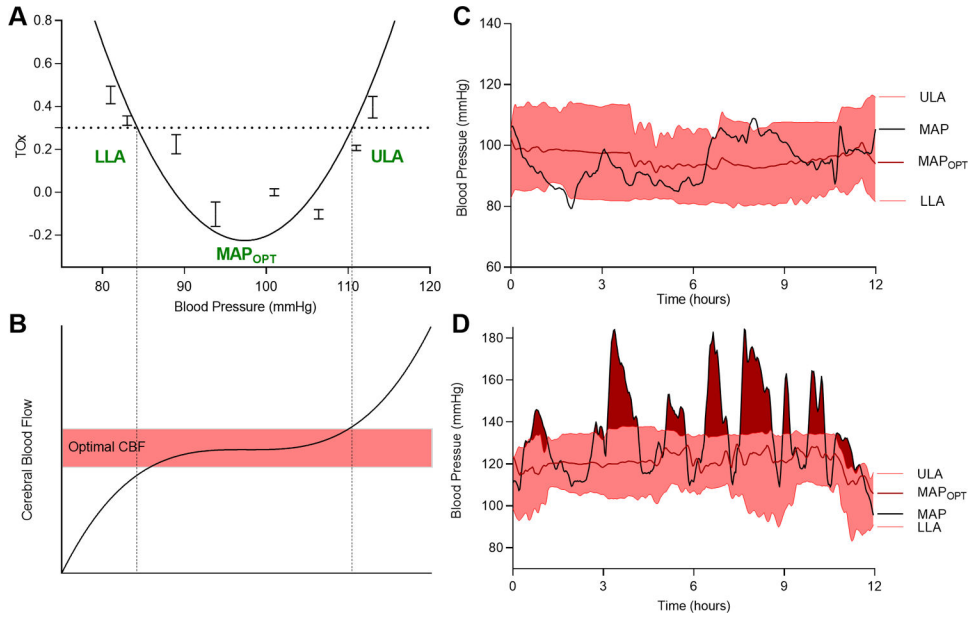 A
0.8
0.6
0.4
0.2
0.0
-0.2
TOx
LLA
ULA
MAPOPT
80
90
100
110
120
Blood Pressure (mmHg)
B
Optimal CBF
Cerebral Blood Flow
C
140
120
100
80
60
Blood Pressue (mmHg)
0
3
6
9
12
Time (hours)
ULA
MAP
MAPOPT
LLA
D
180
160
140
120
100
80
Blood Pressue (mmHg)
0
3
6
9
12
Time (hours)
ULA
MAPOPT
MAP
LLA